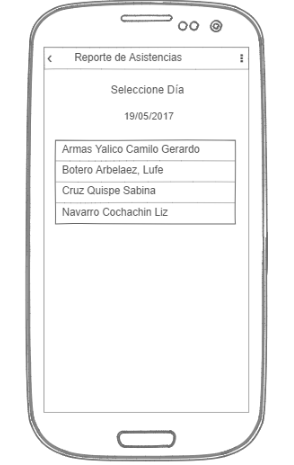 Reporte de Asistencias
Seleccione Día
19/05/2017
Armas Yalico Camilo Gerardo
Botero Arbelaez, Lufe
Cruz Quispe Sabina
Navarro Cochachin Liz